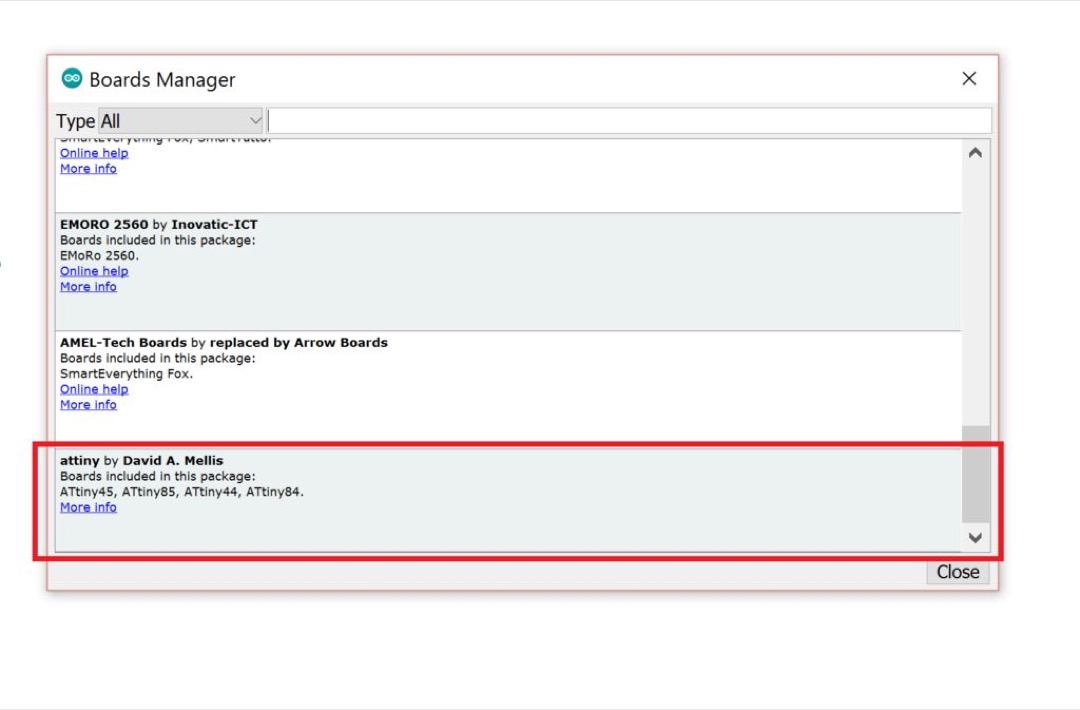 Boards Manager
Type All
SmartEverything Fox, SmartTutto.
Online help
More info
EMORO 2560 by Inovatic-ICT
Boards included in this package:
EMoRo 2560.
Online help
More info
AMEL-Tech Boards by replaced by Arrow Boards
Boards included in this package:
SmartEverything Fox.
Online help
More info
attiny by David A. Mellis
Boards included in this package:
ATtiny45, ATtiny85, ATtiny44, ATtiny84.
More info
Close